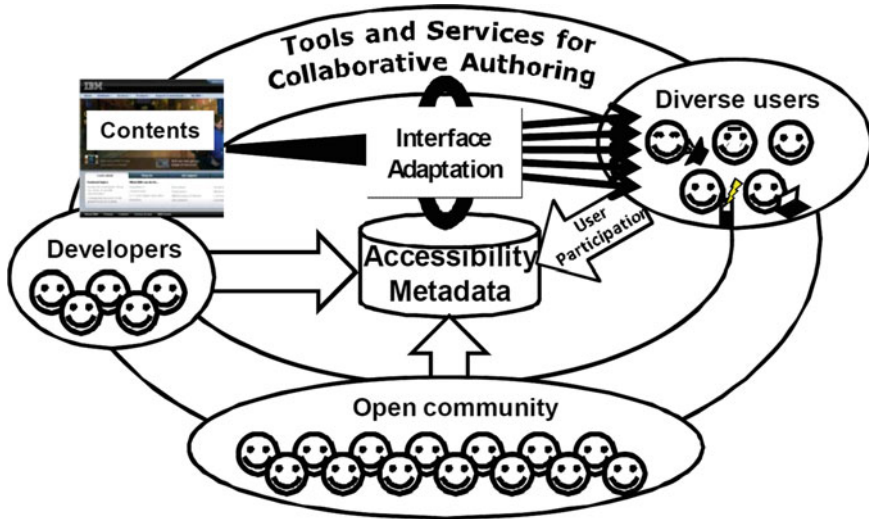 Tools and Services for
Collaborative Authoring
IBM
Contents
Interface
Adaptation
Diverse users
Developers
User
Participation
Accessibility
Metadata
Open community